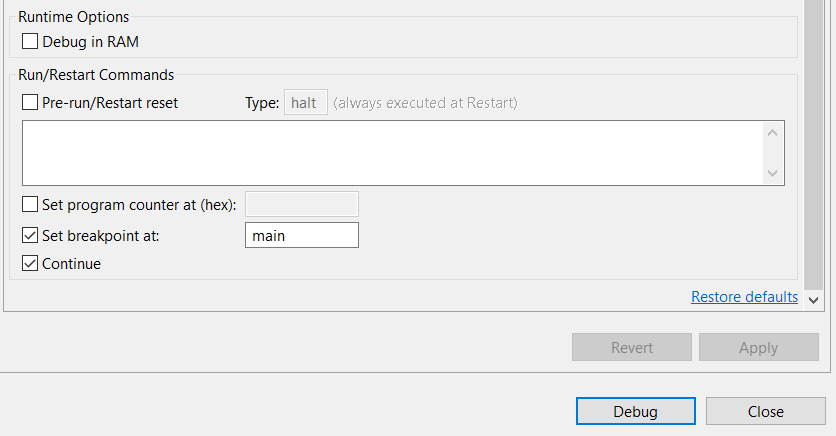 Runtime Options
Debug in RAM
Run/Restart Commands
Pre-run/Restart reset Type: halt (always executed at Restart)
Set program counter at (hex):
Set breakpoint at: main
Continue
Restore defaults
Revert Apply
Debug Close